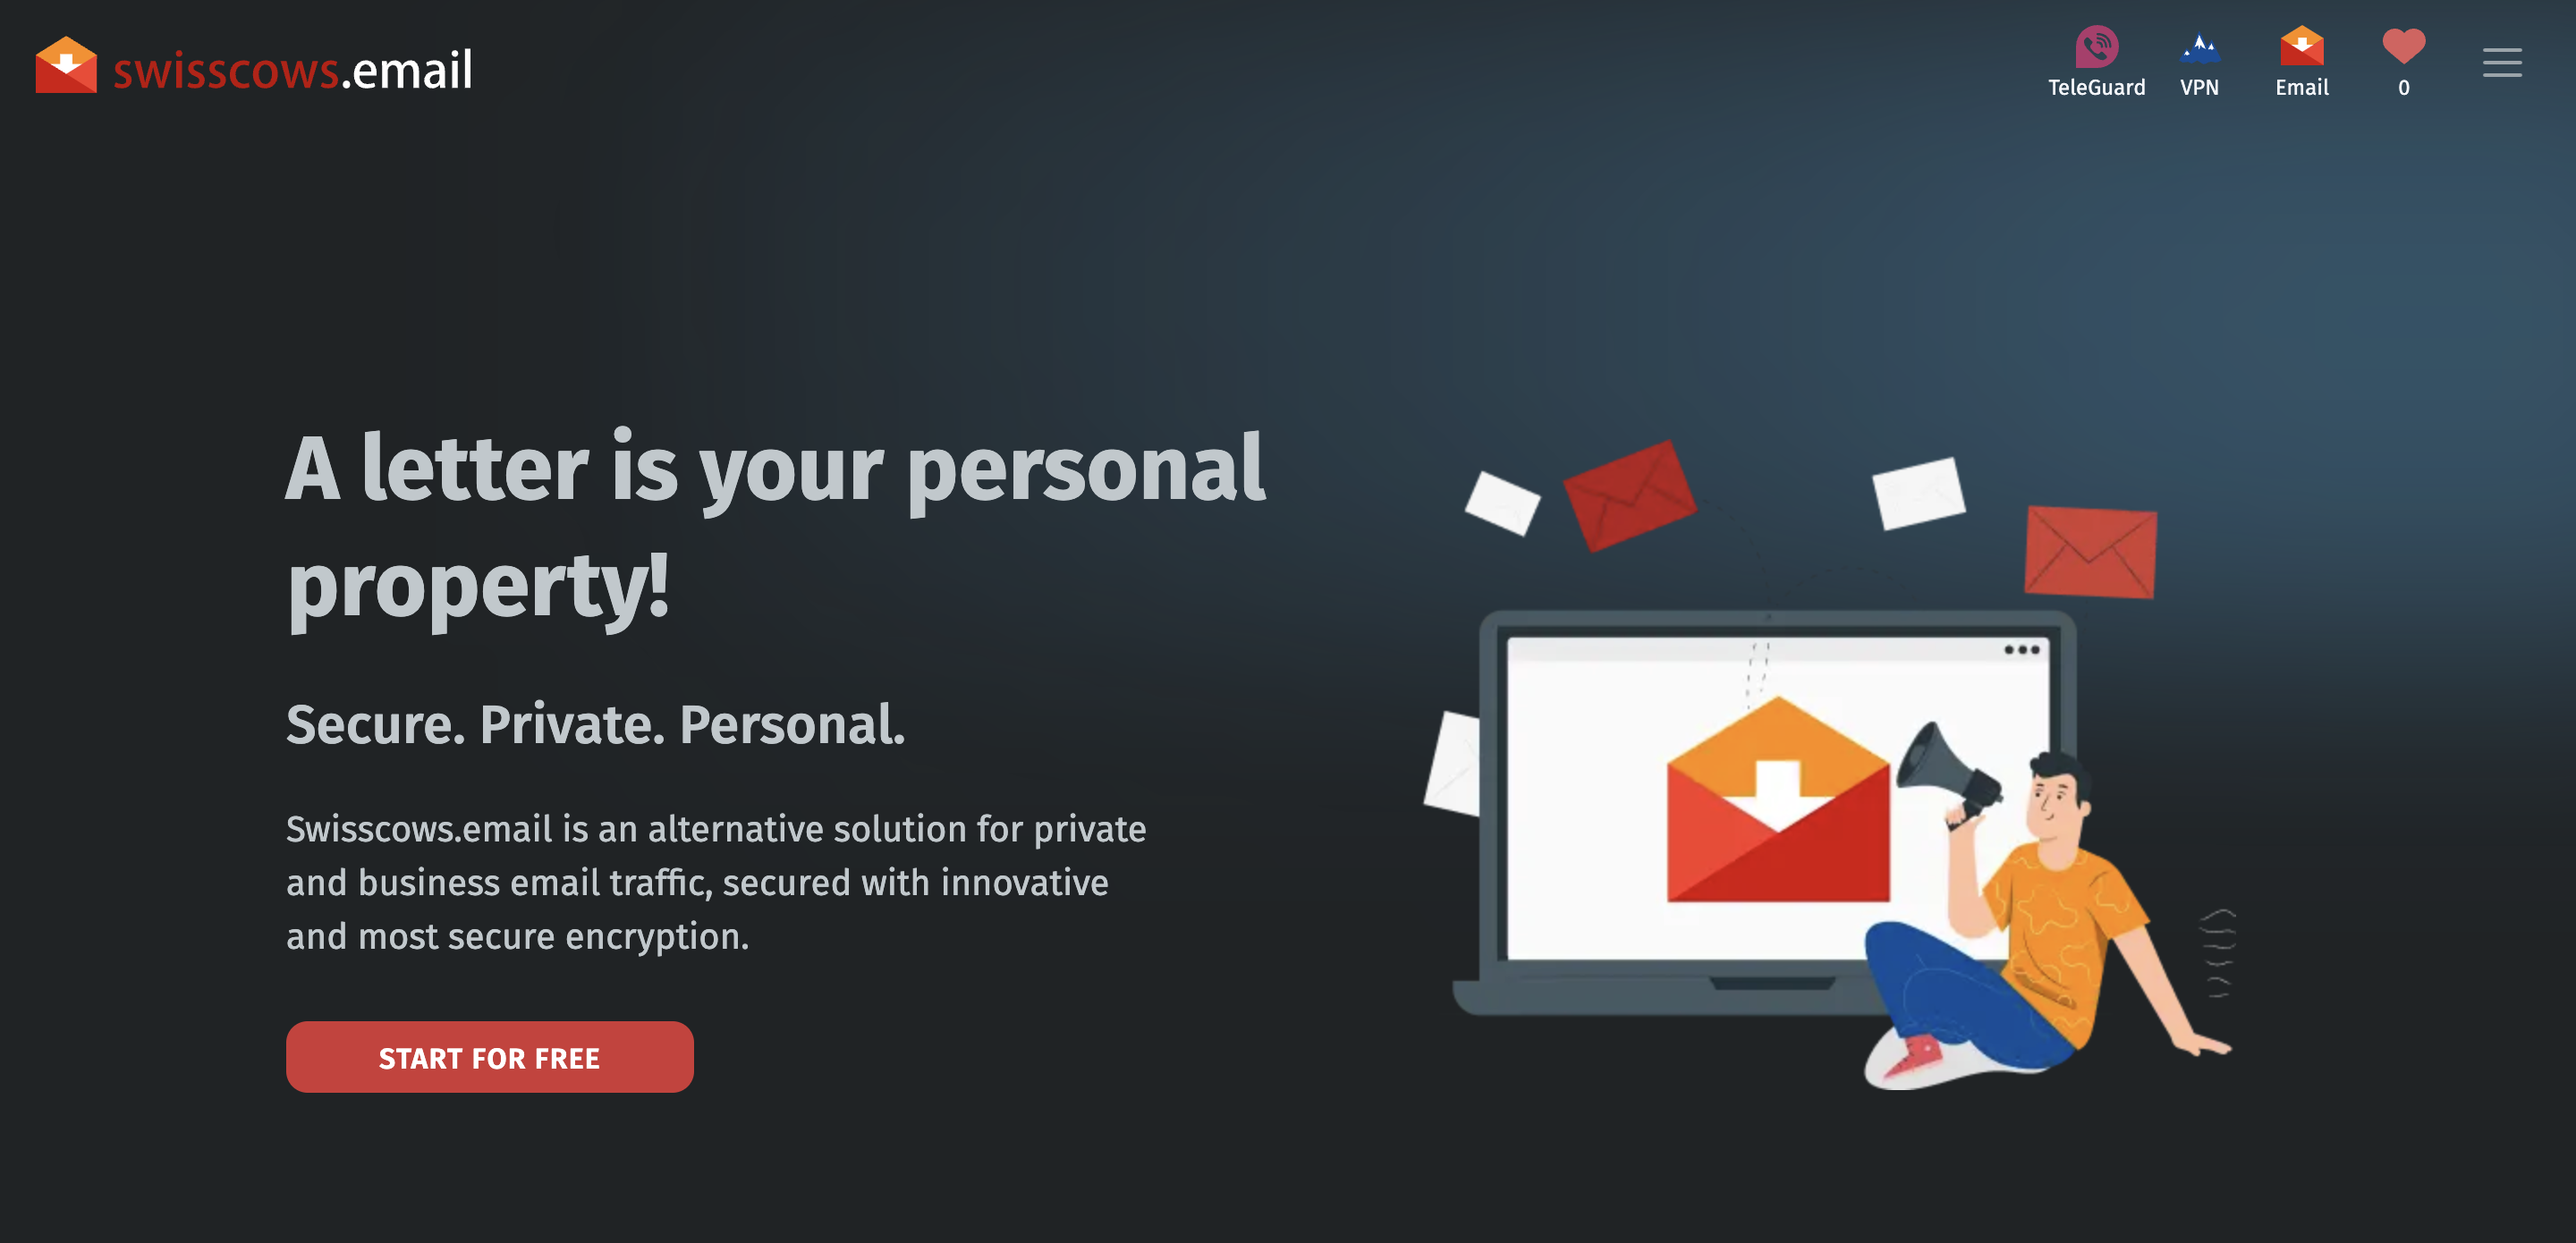 swisscows.email
TeleGuard
VPN
Email
0
A letter is your personal
property!
Secure. Private. Personal.
Swisscows.email is an alternative solution for private
and business email traffic, secured with innovative
and most secure encryption.
START FOR FREE